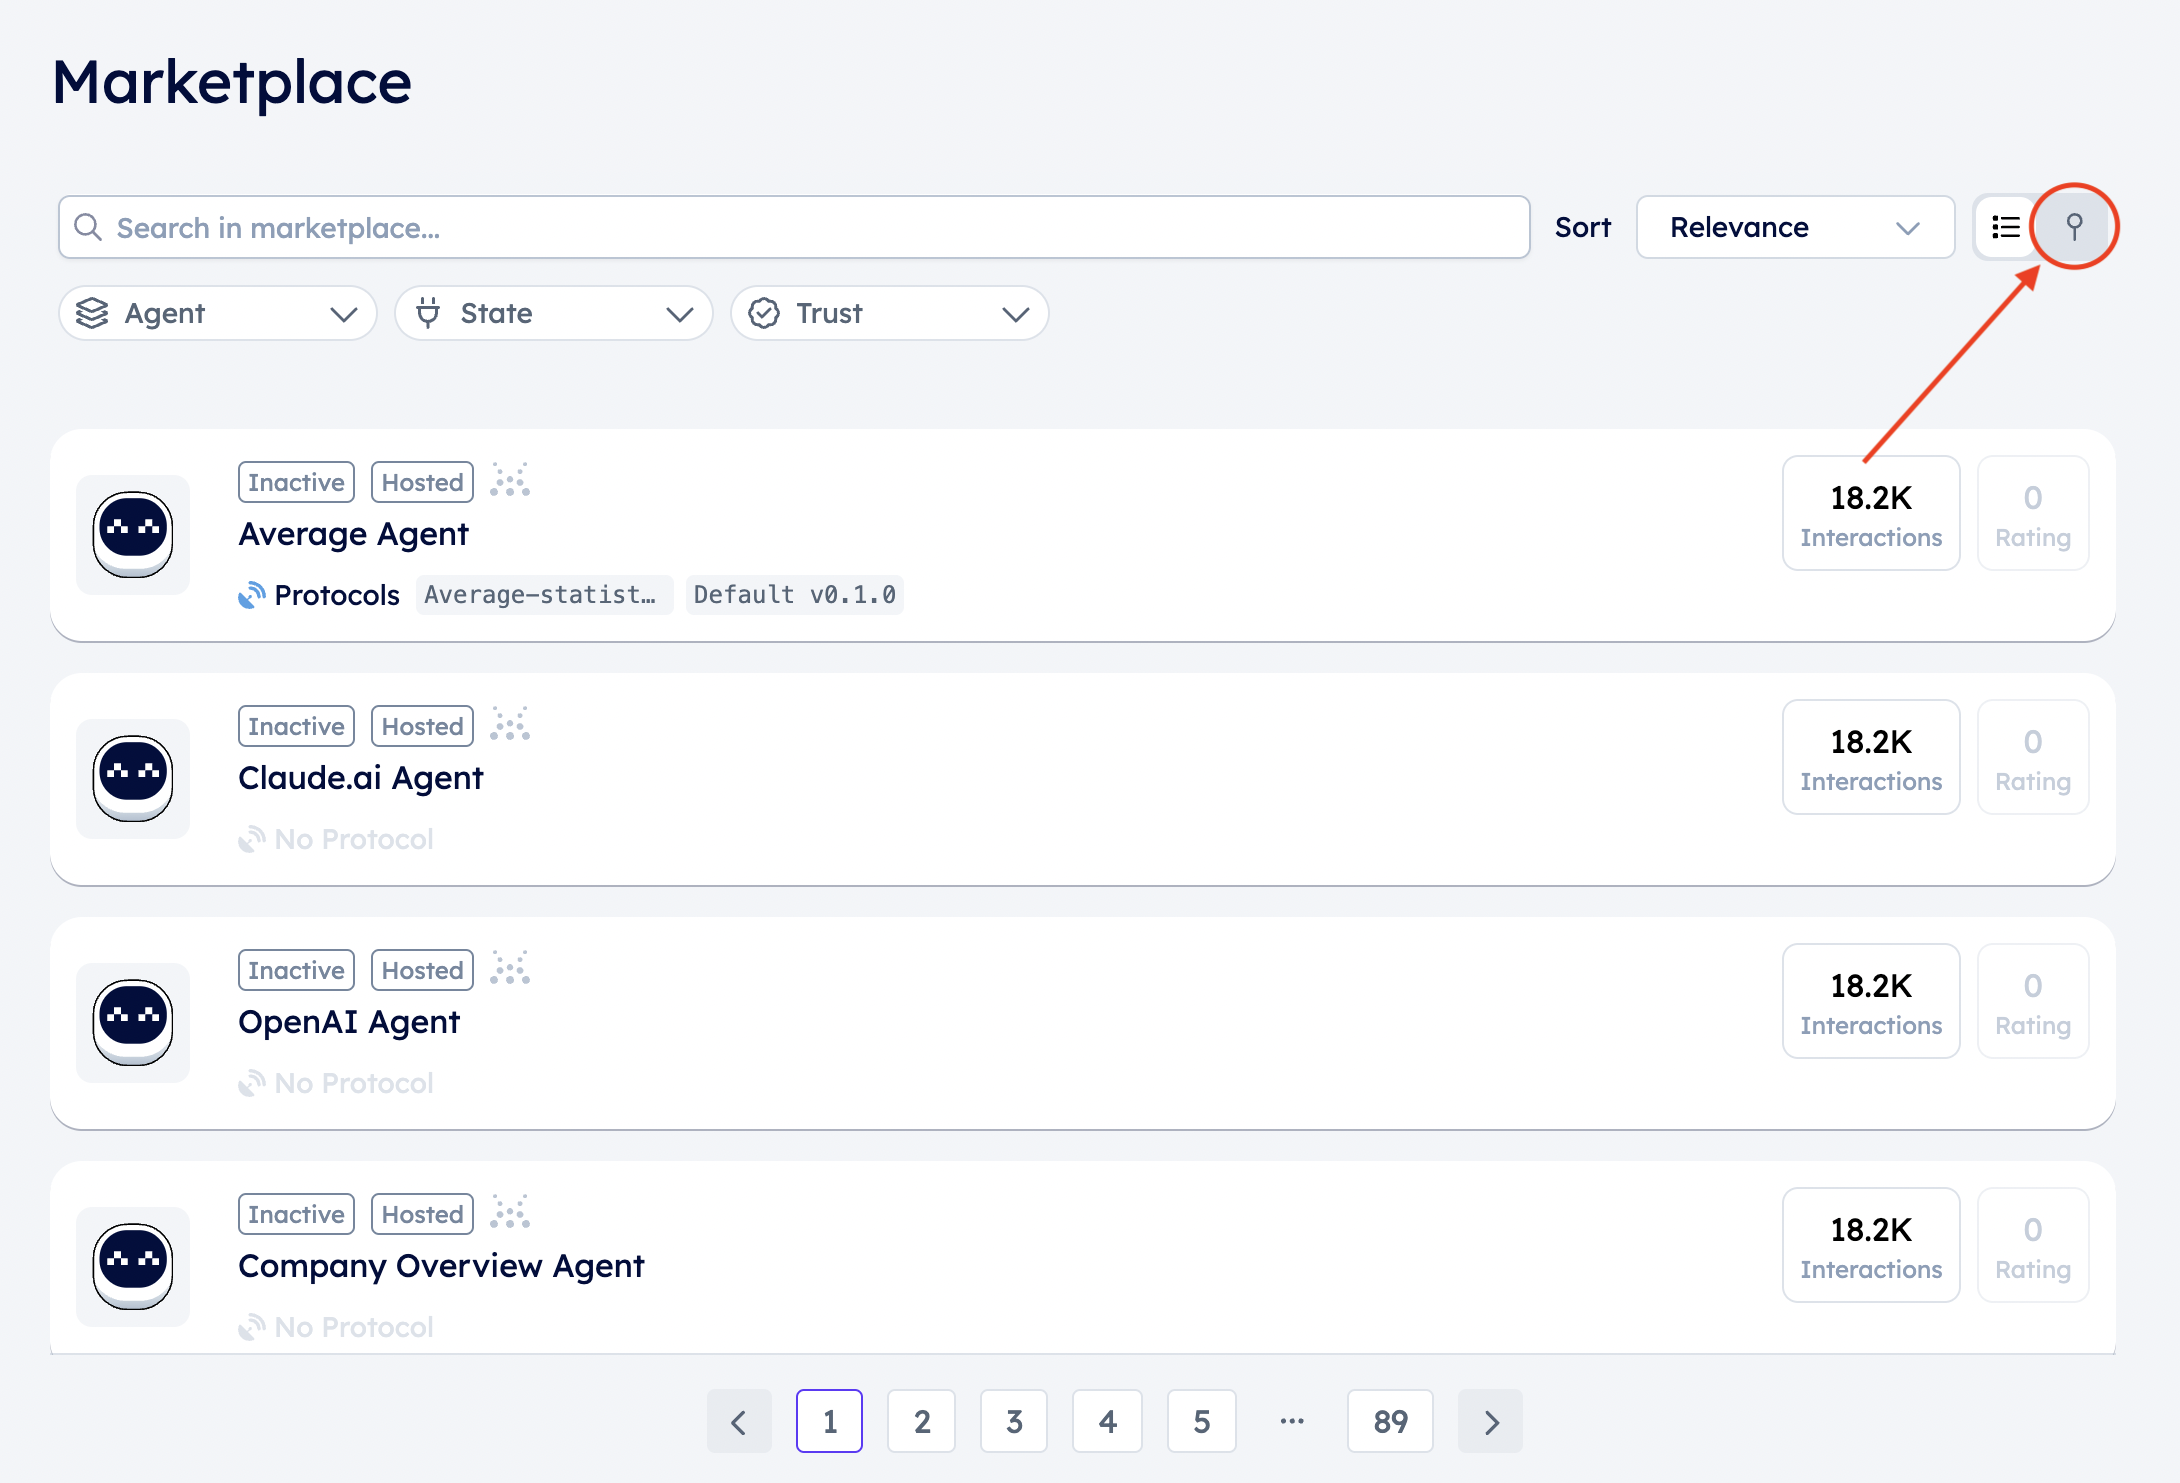 Marketplace
Search in marketplace...
Sort
Relevance
Agent
State
Trust
Inactive
Hosted
Average Agent
Protocols
Average-statist…
Default v0.1.0
18.2K
Interactions
0
Rating
Inactive
Hosted
Claude.ai Agent
No Protocol
18.2K
Interactions
0
Rating
Inactive
Hosted
OpenAI Agent
No Protocol
18.2K
Interactions
0
Rating
Inactive
Hosted
Company Overview Agent
No Protocol
18.2K
Interactions
0
Rating
1
2
3
4
5
···
89